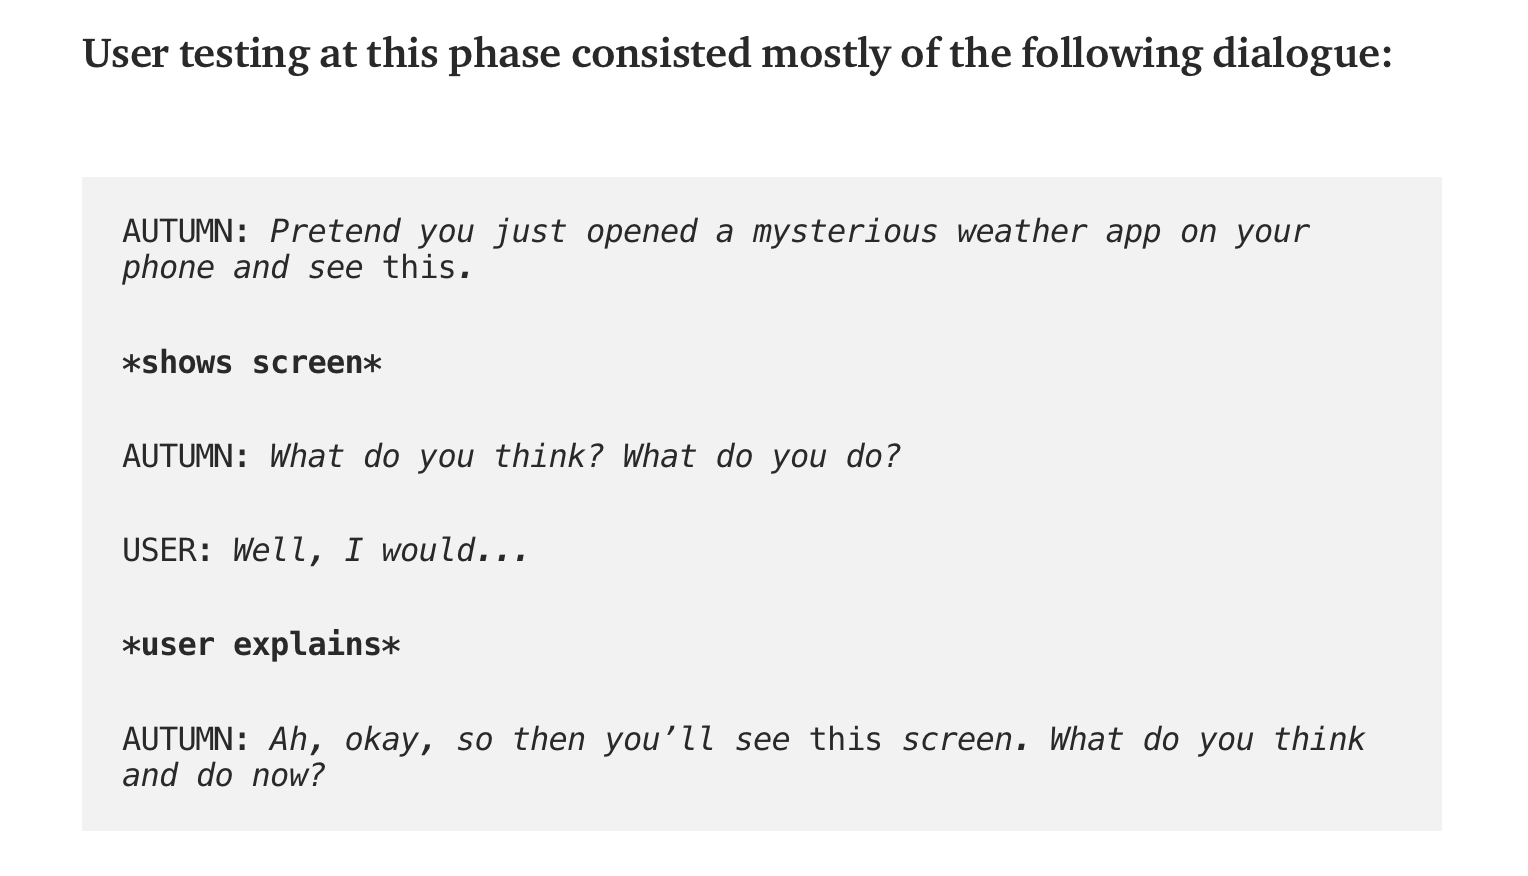 User testing at this phase consisted mostly of the following dialogue:
AUTUMN: Pretend you just opened a mysterious weather app on your
phone and see this.
*shows screen*
AUTUMN: What do you think? What do you do?
USER: Well, I would...
*user explains*
AUTUMN: Ah, okay, so then you’ll see this screen. What do you think
and do now?